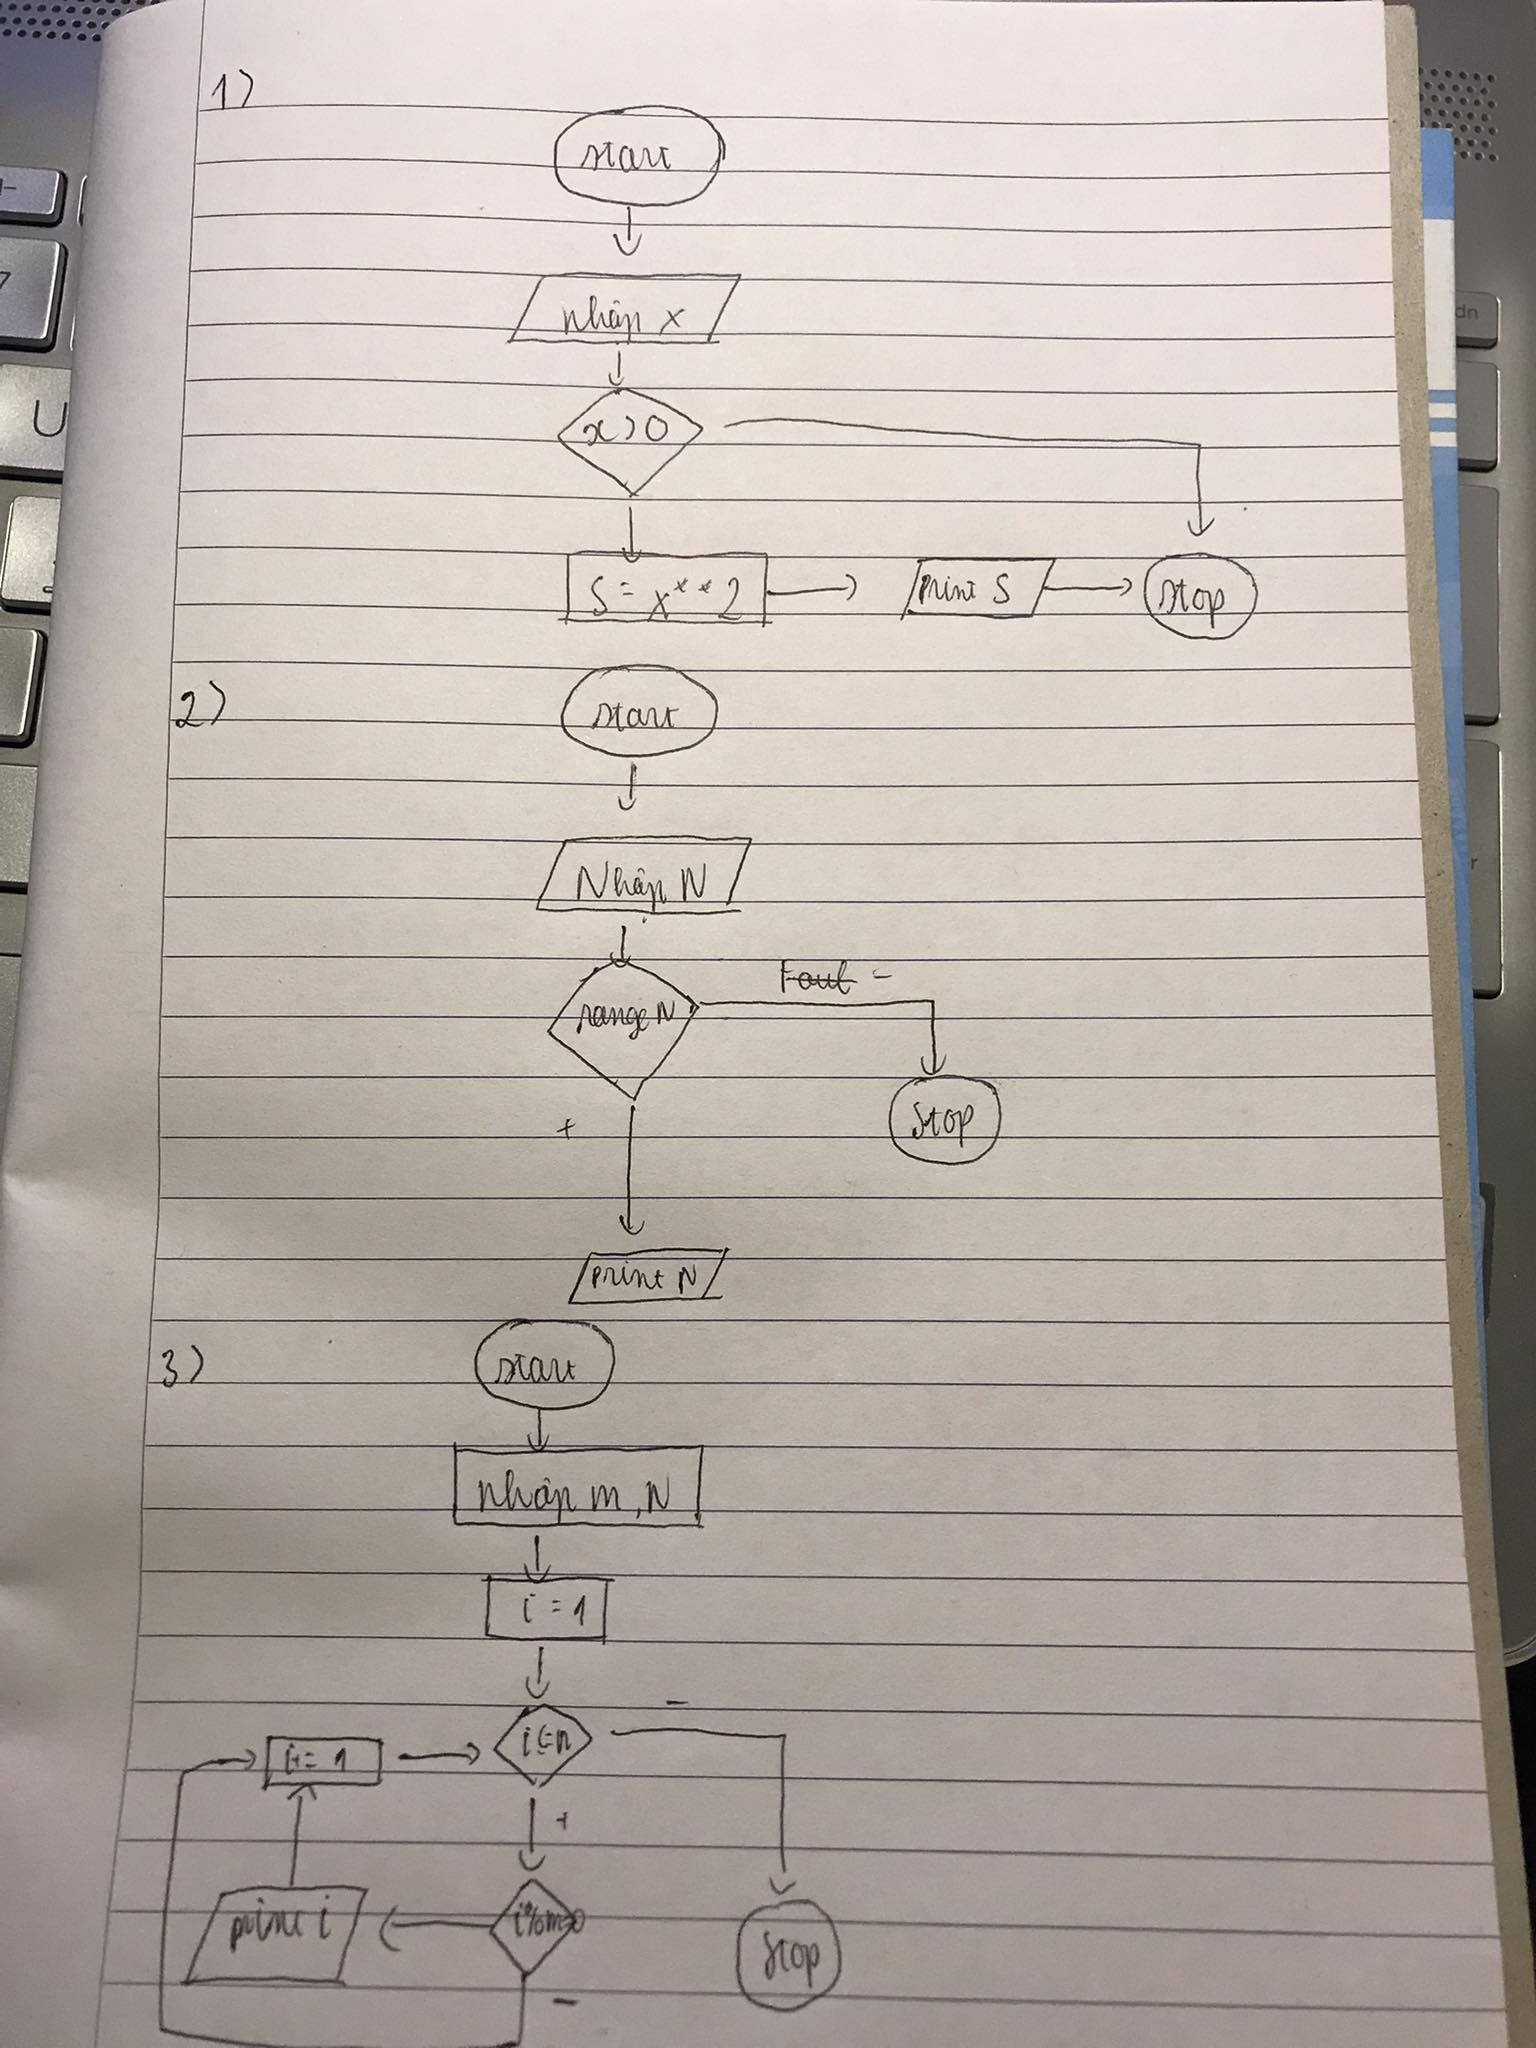 1)
start
nhập x
x>0
S = x**2
print S
stop
2)
start
Nhập N
range N
-
Stop
+
print N
3)
start
nhập m, N
i = 1
i<=n
-
i+= 1
+
i%m=0
print i
Stop
-